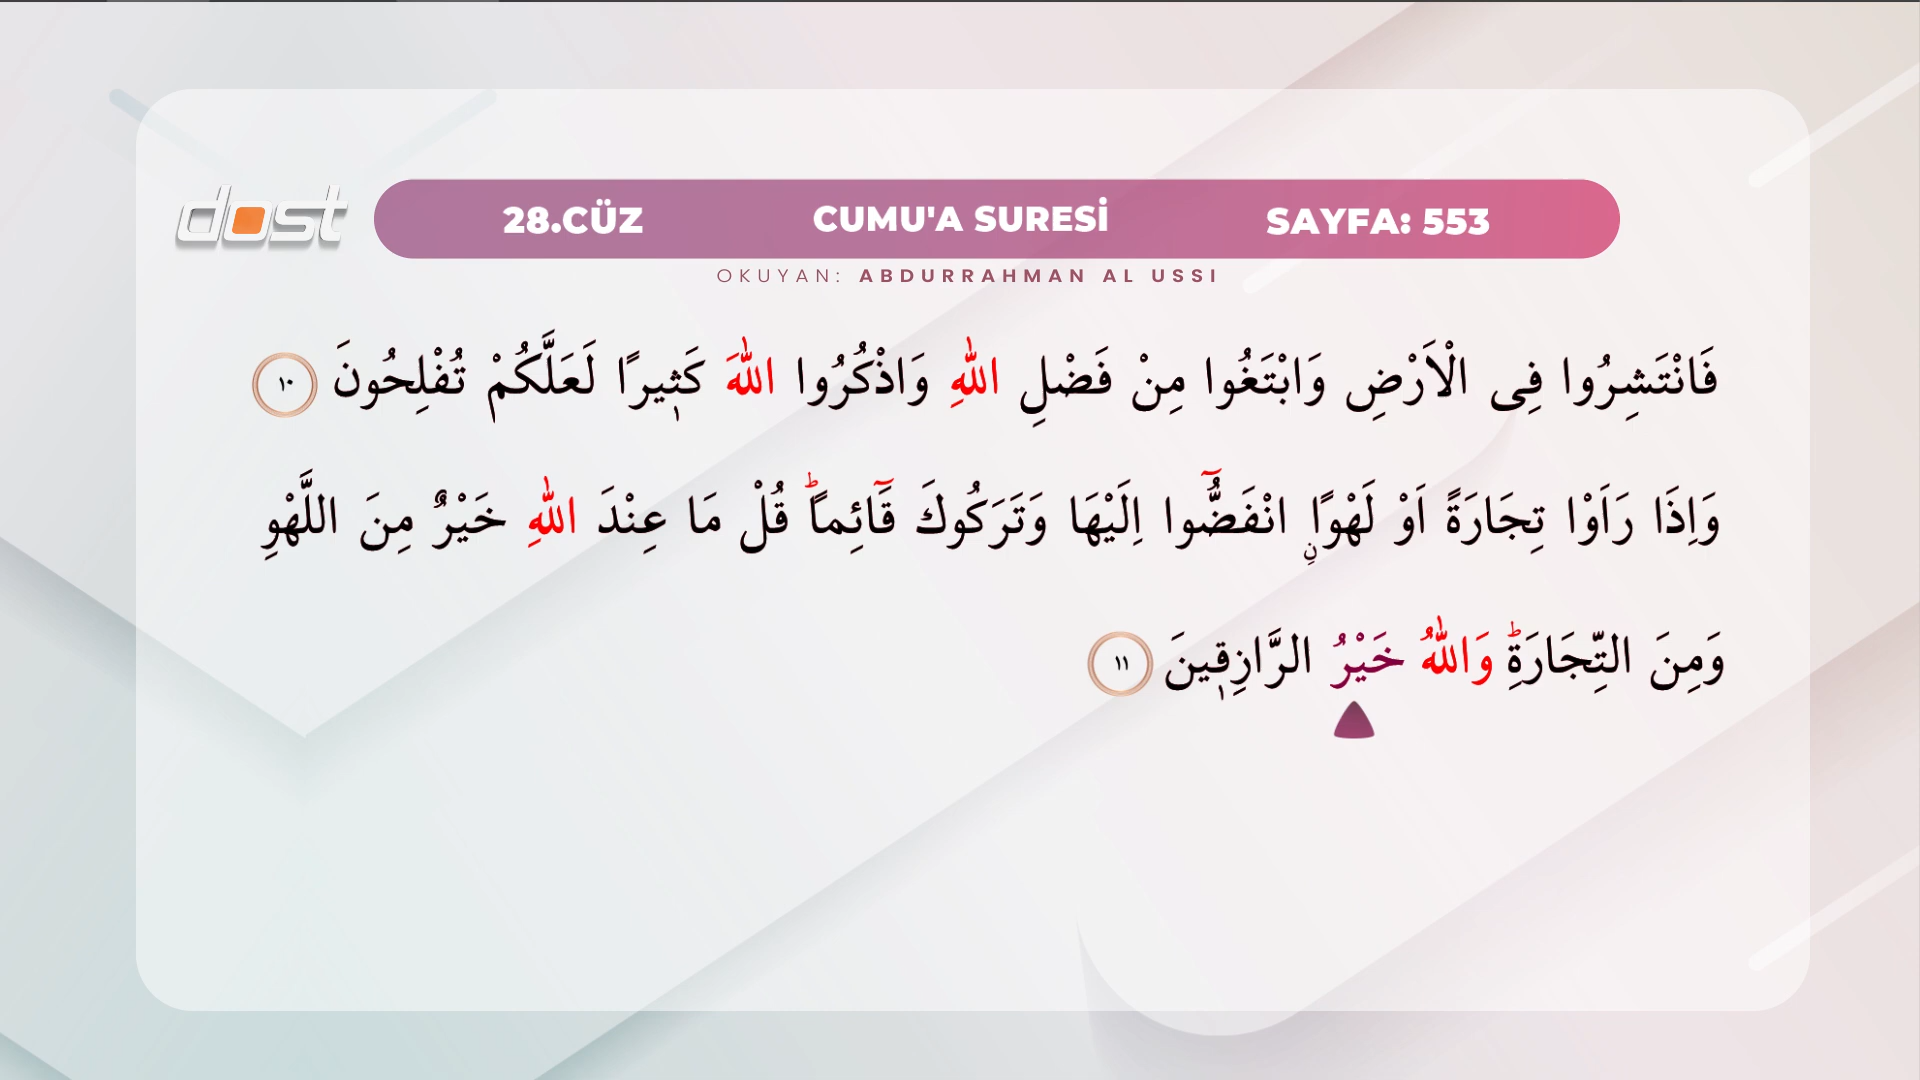 dost
28.CÜZ CUMU'A SURESİ SAYFA: 553
OKUYAN: ABDURRAHMAN AL USSI
فَانْتَشِرُوا فِى الْاَرْضِ وَابْتَغُوا مِنْ فَضْلِ اللّٰهِ وَاذْكُرُوا اللّٰهَ كَثٖيرًا لَعَلَّكُمْ تُفْلِحُونَ ١٠
وَاِذَا رَاَوْا تِجَارَةً اَوْ لَهْوًاۨ انْفَضُّٓوا اِلَيْهَا وَتَرَكُوكَ قَٓائِماًؕ قُلْ مَا عِنْدَ اللّٰهِ خَيْرٌ مِنَ اللَّهْوِ
وَمِنَ التِّجَارَةِؕ وَاللّٰهُ خَيْرُ الرَّازِقٖينَ ١١